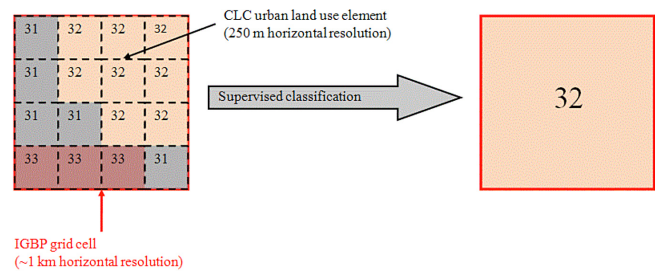 31 32 32 32
CLC urban land use element
(250 m horizontal resolution)
31 32 32 32
31 31 32 32
Supervised classification
32
33 33 33 31
IGBP grid cell
(~1 km horizontal resolution)